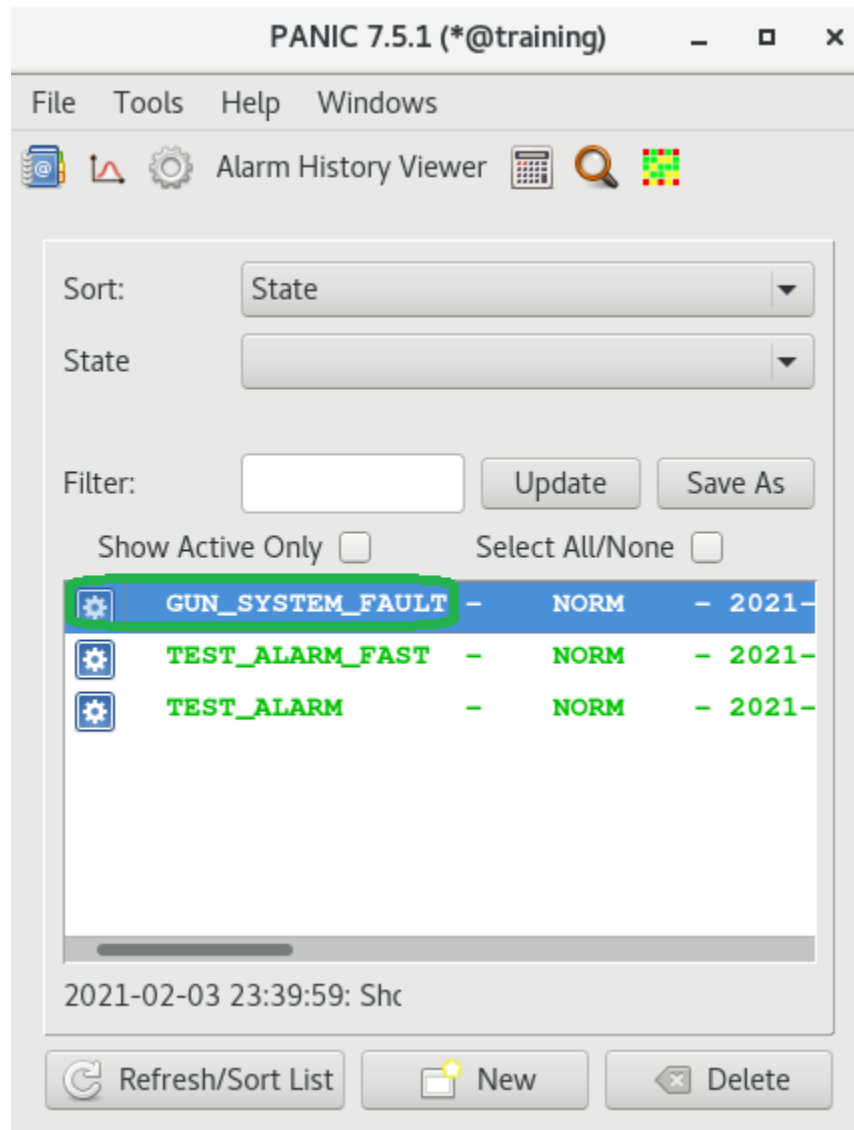 PANIC 7.5.1 (*@training)
File Tools Help Windows
Alarm History Viewer
Sort: State
State
Filter: Update Save As
Show Active Only Select All/None
GUN_SYSTEM_FAULT - NORM - 2021-
TEST_ALARM_FAST - NORM - 2021-
TEST_ALARM - NORM - 2021-
2021-02-03 23:39:59: Sho
Refresh/Sort List New Delete